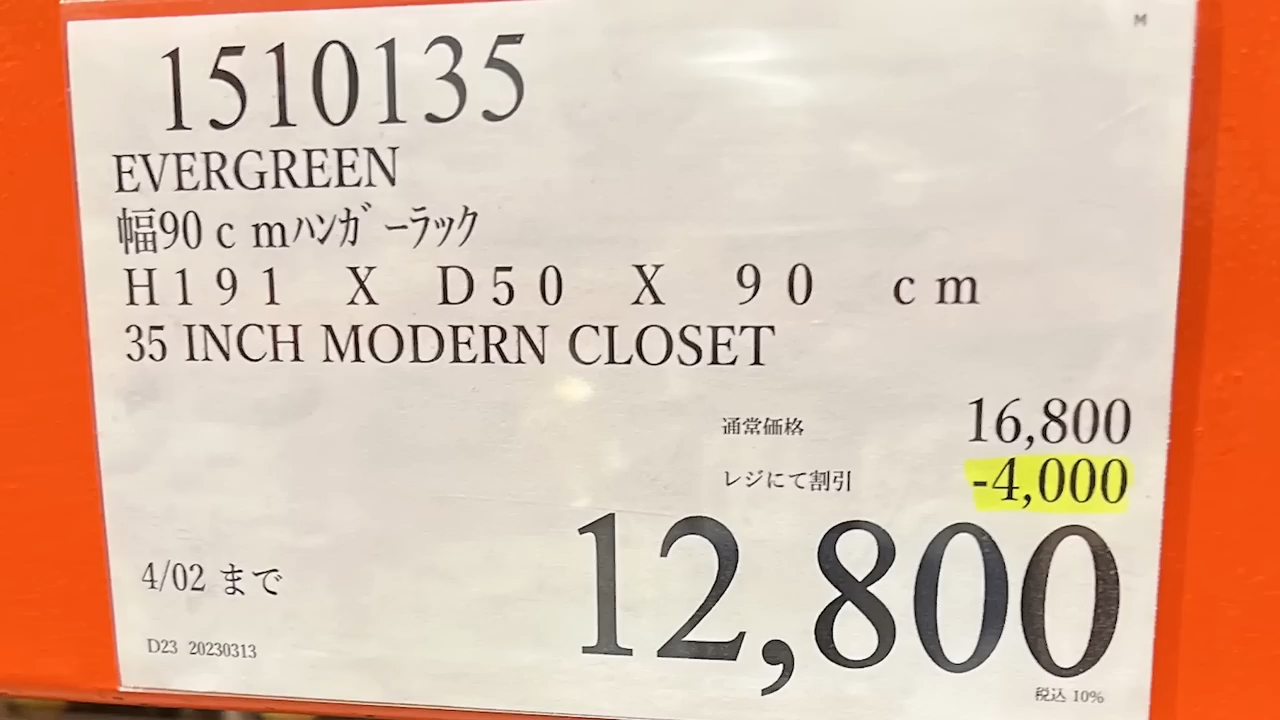 M
1510135
EVERGREEN
幅90ｃｍﾊﾝｶﾞｰﾗｯｸ
Ｈ１９１　Ｘ　Ｄ５０　Ｘ　９０　ｃｍ
35 INCH MODERN CLOSET
通常価格 16,800
レジにて割引 -4,000
12,800
4/02 まで
D23 20230313
税込 10%